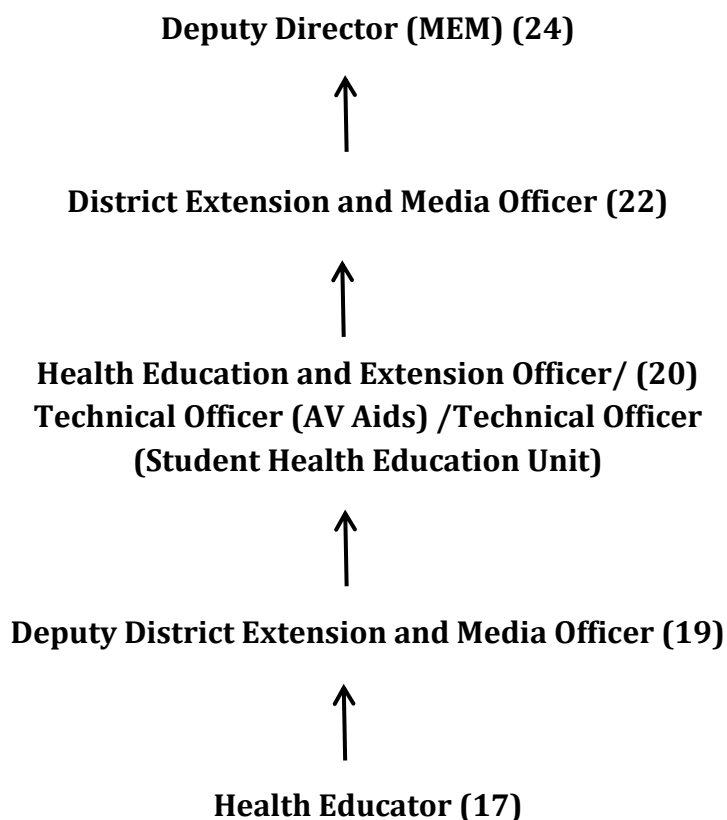 Deputy Director (MEM) (24)
District Extension and Media Officer (22)
Health Education and Extension Officer/ (20)
Technical Officer (AV Aids) /Technical Officer
(Student Health Education Unit)
Deputy District Extension and Media Officer (19)
Health Educator (17)